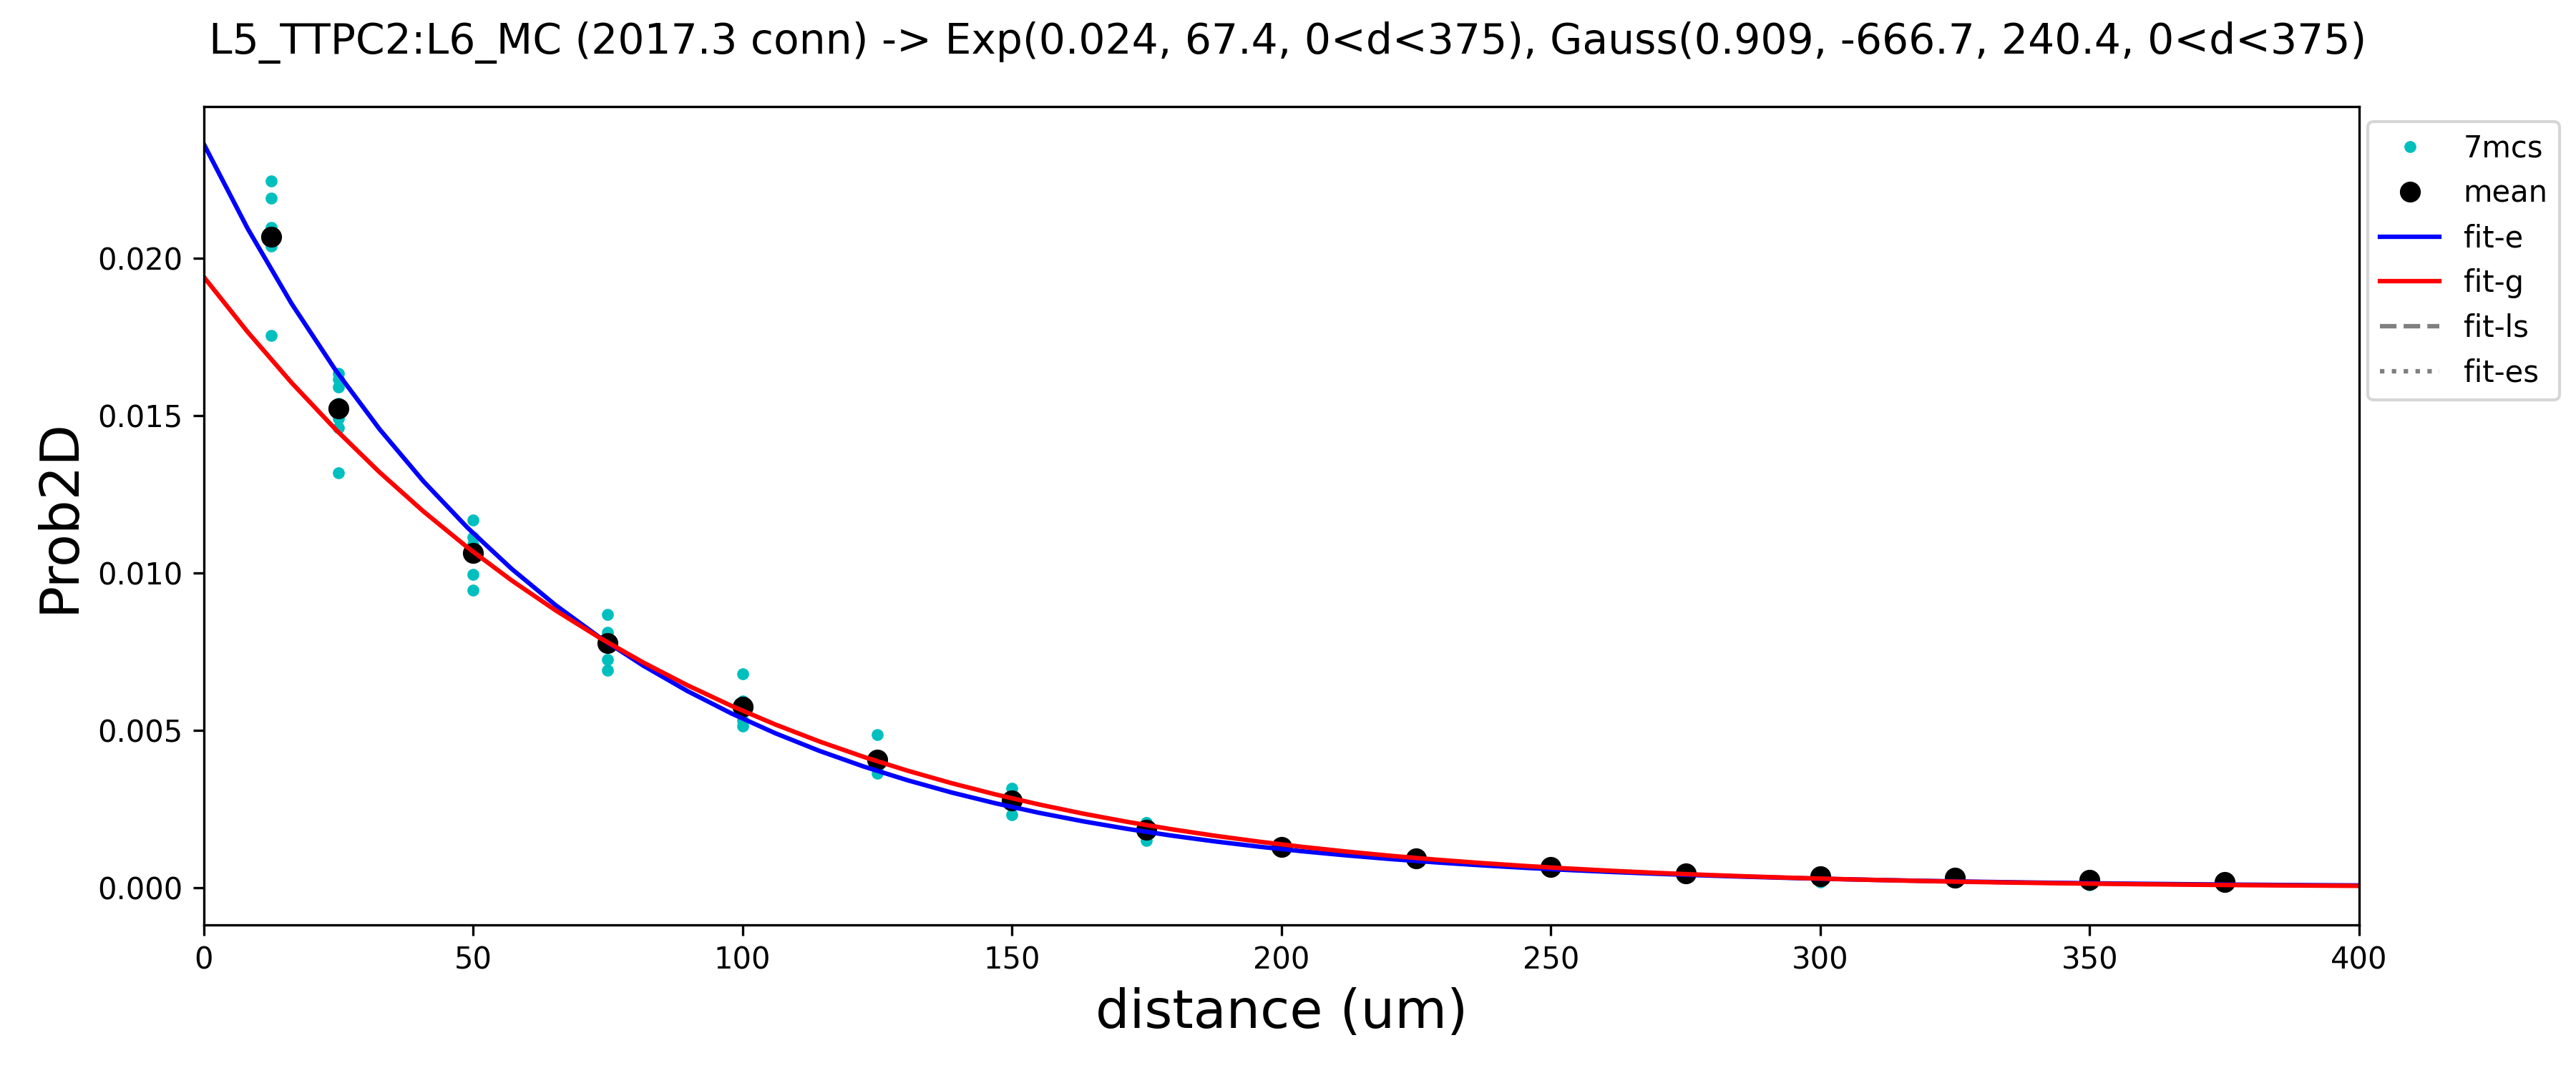 L5_TTPC2:L6_MC (2017.3 conn) -> Exp(0.024, 67.4, 0<d<375), Gauss(0.909, -666.7, 240.4, 0<d<375)
7mcs
mean
fit-e
fit-g
fit-ls
fit-es
Prob2D
0.020
0.015
0.010
0.005
0.000
0 50 100 150 200 250 300 350 400
distance (um)